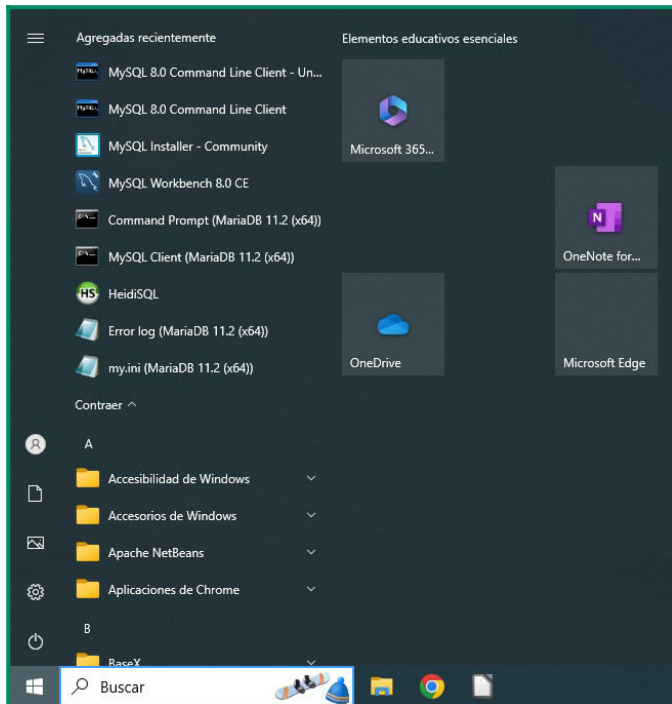 Agregadas recientemente
MySQL 8.0 Command Line Client - Un...
MySQL 8.0 Command Line Client
MySQL Installer - Community
MySQL Workbench 8.0 CE
Command Prompt (MariaDB 11.2 (x64))
MySQL Client (MariaDB 11.2 (x64))
HS HeidiSQL
Error log (MariaDB 11.2 (x64))
my.ini (MariaDB 11.2 (x64))
Contraer
A
Accesibilidad de Windows
Accesorios de Windows
Apache NetBeans
Aplicaciones de Chrome
B
BaseX
Elementos educativos esenciales
Microsoft 365...
N
OneNote for...
OneDrive
Microsoft Edge
Buscar